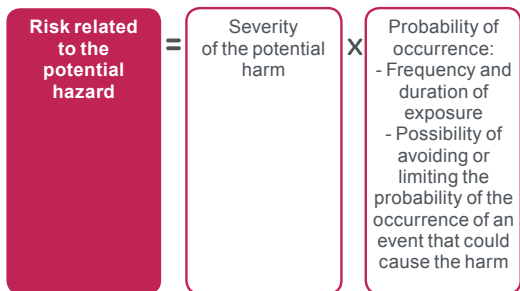 Risk related
to the
potential
hazard
=
Severity
of the potential
harm
x
Probability of
occurrence:
- Frequency and
duration of
exposure
- Possibility of
avoiding or
limiting the
probability of the
occurrence of an
event that could
cause the harm